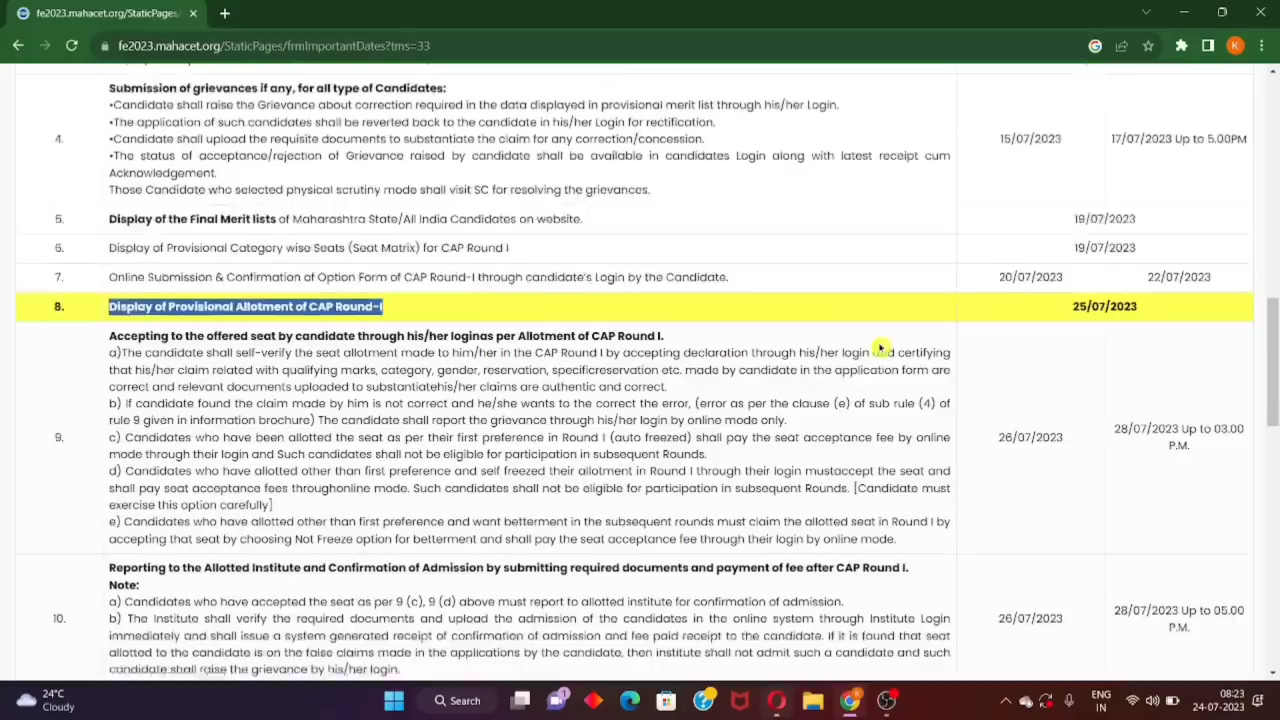 fe2023.mahacet.org/StaticPages/
fe2023.mahacet.org/StaticPages/frmImportantDates?tms=33
K
Submission of grievances if any, for all type of Candidates:
•Candidate shall raise the Grievance about correction required in the data displayed in provisional merit list through his/her Login.
•The application of such candidates shall be reverted back to the candidate in his/her Login for rectification.
4. •Candidate shall upload the requisite documents to substantiate the claim for any correction/concession. 15/07/2023 17/07/2023 Up to 5.00PM
•The status of acceptance/rejection of Grievance raised by candidate shall be available in candidates Login along with latest receipt cum
Acknowledgement.
Those Candidate who selected physical scrutiny mode shall visit SC for resolving the grievances.
5. Display of the Final Merit lists of Maharashtra State/All India Candidates on website. 19/07/2023
6. Display of Provisional Category wise Seats (Seat Matrix) for CAP Round I 19/07/2023
7. Online Submission & Confirmation of Option Form of CAP Round-I through candidate's Login by the Candidate. 20/07/2023 22/07/2023
8. Display of Provisional Allotment of CAP Round-I 25/07/2023
Accepting to the offered seat by candidate through his/her loginas per Allotment of CAP Round I.
a)The candidate shall self-verify the seat allotment made to him/her in the CAP Round I by accepting declaration through his/her login and certifying
that his/her claim related with qualifying marks, category, gender, reservation, specificreservation etc. made by candidate in the application form are
correct and relevant documents uploaded to substantiatehis/her claims are authentic and correct.
b) If candidate found the claim made by him is not correct and he/she wants to the correct the error, (error as per the clause (e) of sub rule (4) of
rule 9 given in information brochure) The candidate shall report the grievance through his/her login by online mode only.
9. c) Candidates who have been allotted the seat as per their first preference in Round I (auto freezed) shall pay the seat acceptance fee by online 26/07/2023 28/07/2023 Up to 03.00 P.M.
mode through their login and Such candidates shall not be eligible for participation in subsequent Rounds.
d) Candidates who have allotted other than first preference and self freezed their allotment in Round I through their login mustaccept the seat and
shall pay seat acceptance fees throughonline mode. Such candidates shall not be eligible for participation in subsequent Rounds. [Candidate must
exercise this option carefully]
e) Candidates who have allotted other than first preference and want betterment in the subsequent rounds must claim the allotted seat in Round I by
accepting that seat by choosing Not Freeze option for betterment and shall pay the seat acceptance fee through their login by online mode.
Reporting to the Allotted Institute and Confirmation of Admission by submitting required documents and payment of fee after CAP Round I.
Note:
a) Candidates who have accepted the seat as per 9 (c), 9 (d) above must report to allotted institute for confirmation of admission.
10. b) The Institute shall verify the required documents and upload the admission of the candidates in the online system through Institute Login 26/07/2023 28/07/2023 Up to 05.00 P.M.
immediately and shall issue a system generated receipt of confirmation of admission and fee paid receipt to the candidate. If it is found that seat
allotted to the candidate is on the false claims made in the applications by the candidate, then institute shall not admit such a candidate and such
candidate shall raise the grievance by his/her login.
24°C
Cloudy
Search
1
ENG
IN
08:23
24-07-2023